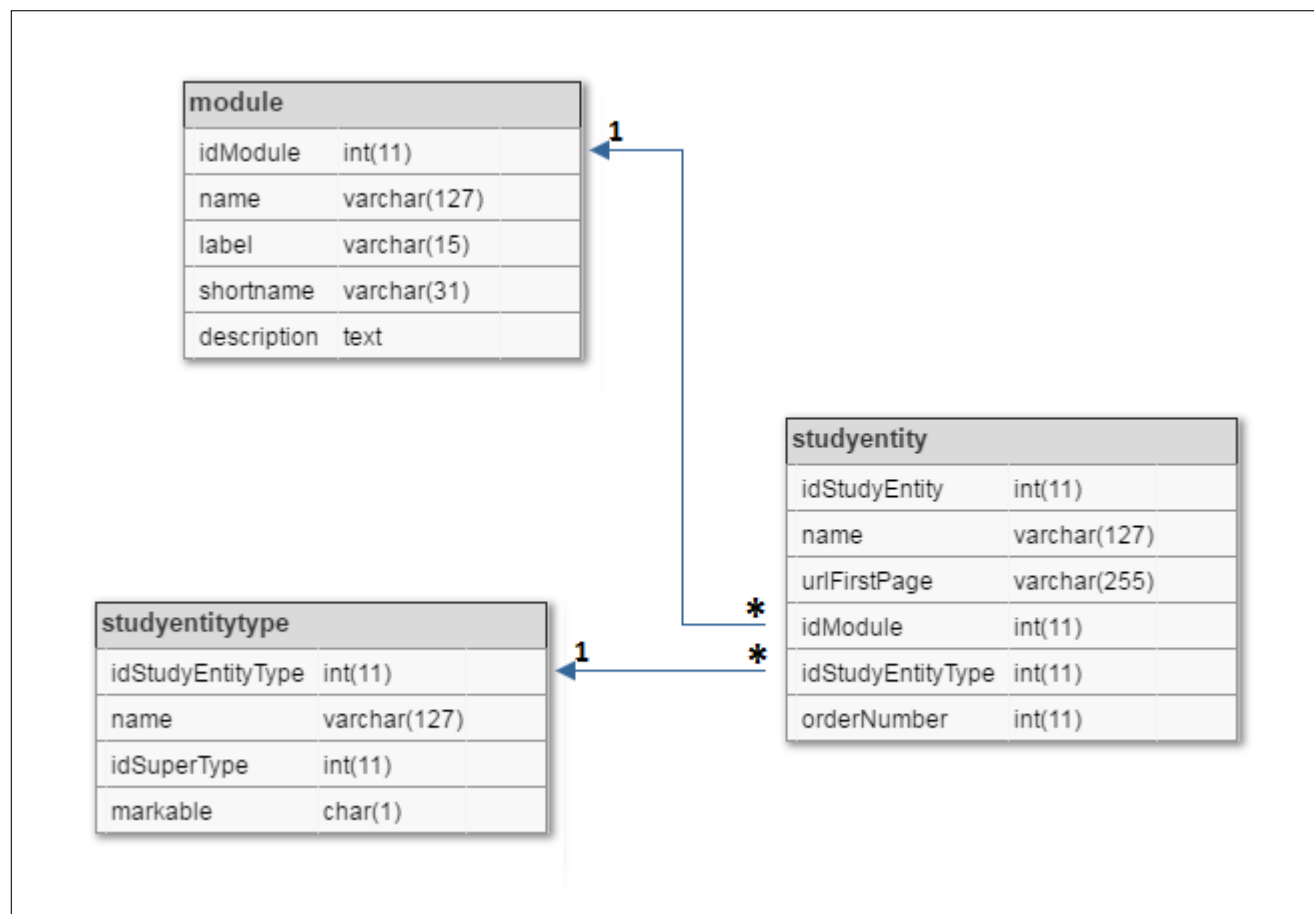 module
idModule int(11)
name varchar(127)
label varchar(15)
shortname varchar(31)
description text
1
studyentity
idStudyEntity int(11)
name varchar(127)
urlFirstPage varchar(255)
idModule int(11)
idStudyEntityType int(11)
orderNumber int(11)
*
*
1
studyentitytype
idStudyEntityType int(11)
name varchar(127)
idSuperType int(11)
markable char(1)